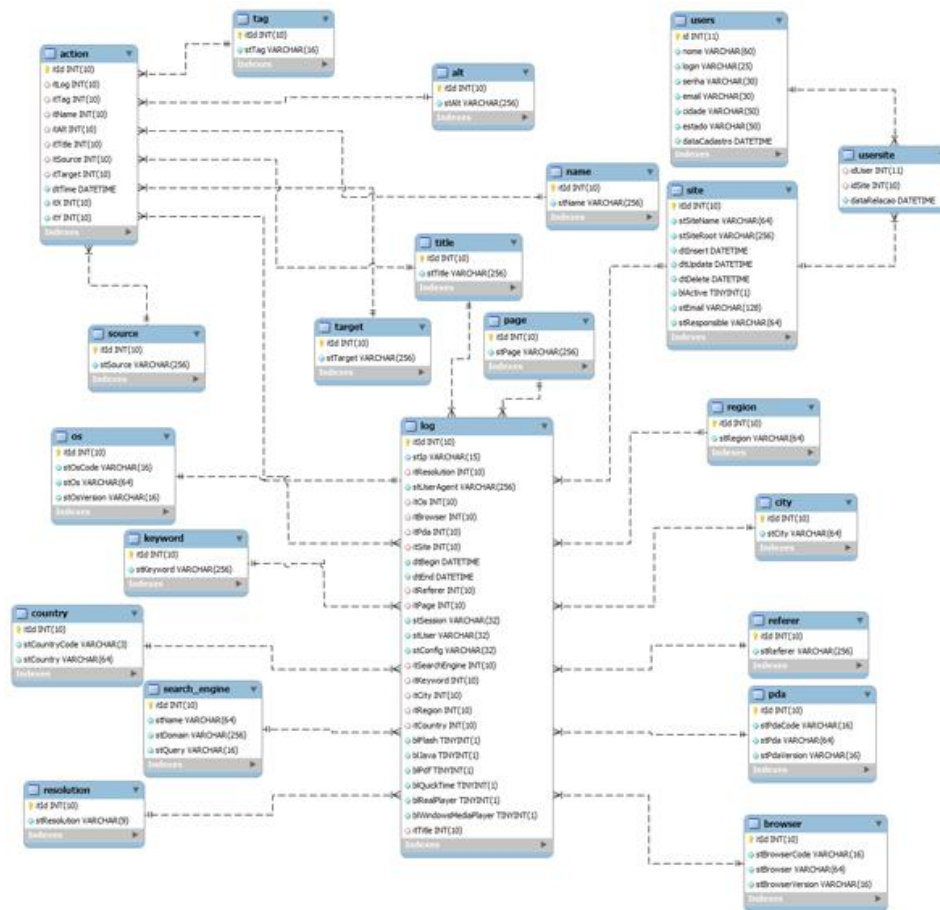 tag
itId INT(10)
stTag VARCHAR(16)
Indexes
action
itId INT(10)
itLog INT(10)
itTag INT(10)
itName INT(10)
itAlt INT(10)
itTitle INT(10)
itSource INT(10)
itTarget INT(10)
dtTime DATETIME
itX INT(10)
itY INT(10)
Indexes
alt
itId INT(10)
stAlt VARCHAR(256)
Indexes
users
id INT(11)
nome VARCHAR(60)
login VARCHAR(25)
senha VARCHAR(30)
email VARCHAR(30)
cidade VARCHAR(50)
estado VARCHAR(50)
dataCadastro DATETIME
Indexes
usersite
idUser INT(11)
idSite INT(10)
dataRelacao DATETIME
Indexes
name
itId INT(10)
stName VARCHAR(256)
Indexes
site
itId INT(10)
stSiteName VARCHAR(64)
stSiteRoot VARCHAR(256)
dtInsert DATETIME
dtUpdate DATETIME
dtDelete DATETIME
blActive TINYINT(1)
stEmail VARCHAR(128)
stResponsible VARCHAR(64)
Indexes
title
itId INT(10)
stTitle VARCHAR(256)
Indexes
source
itId INT(10)
stSource VARCHAR(256)
Indexes
target
itId INT(10)
stTarget VARCHAR(256)
Indexes
page
itId INT(10)
stPage VARCHAR(256)
Indexes
log
itId INT(10)
stIp VARCHAR(15)
itResolution INT(10)
stUserAgent VARCHAR(256)
itOs INT(10)
itBrowser INT(10)
itPda INT(10)
itSite INT(10)
dtBegin DATETIME
dtEnd DATETIME
itReferer INT(10)
itPage INT(10)
stSession VARCHAR(32)
stUser VARCHAR(32)
stConfig VARCHAR(32)
itSearchEngine INT(10)
itKeyword INT(10)
itCity INT(10)
itRegion INT(10)
itCountry INT(10)
blFlash TINYINT(1)
blJava TINYINT(1)
blPdf TINYINT(1)
blQuickTime TINYINT(1)
blRealPlayer TINYINT(1)
blWindowsMediaPlayer TINYINT(1)
itTitle INT(10)
Indexes
region
itId INT(10)
stRegion VARCHAR(64)
Indexes
os
itId INT(10)
stOsCode VARCHAR(16)
stOs VARCHAR(64)
stOsVersion VARCHAR(16)
Indexes
city
itId INT(10)
stCity VARCHAR(64)
Indexes
keyword
itId INT(10)
stKeyword VARCHAR(256)
Indexes
country
itId INT(10)
stCountryCode VARCHAR(3)
stCountry VARCHAR(64)
Indexes
referer
itId INT(10)
stReferer VARCHAR(256)
Indexes
search_engine
itId INT(10)
stName VARCHAR(64)
stDomain VARCHAR(256)
stQuery VARCHAR(16)
Indexes
pda
itId INT(10)
stPdaCode VARCHAR(16)
stPda VARCHAR(64)
stPdaVersion VARCHAR(16)
Indexes
resolution
itId INT(10)
stResolution VARCHAR(9)
Indexes
browser
itId INT(10)
stBrowserCode VARCHAR(16)
stBrowser VARCHAR(64)
stBrowserVersion VARCHAR(16)
Indexes